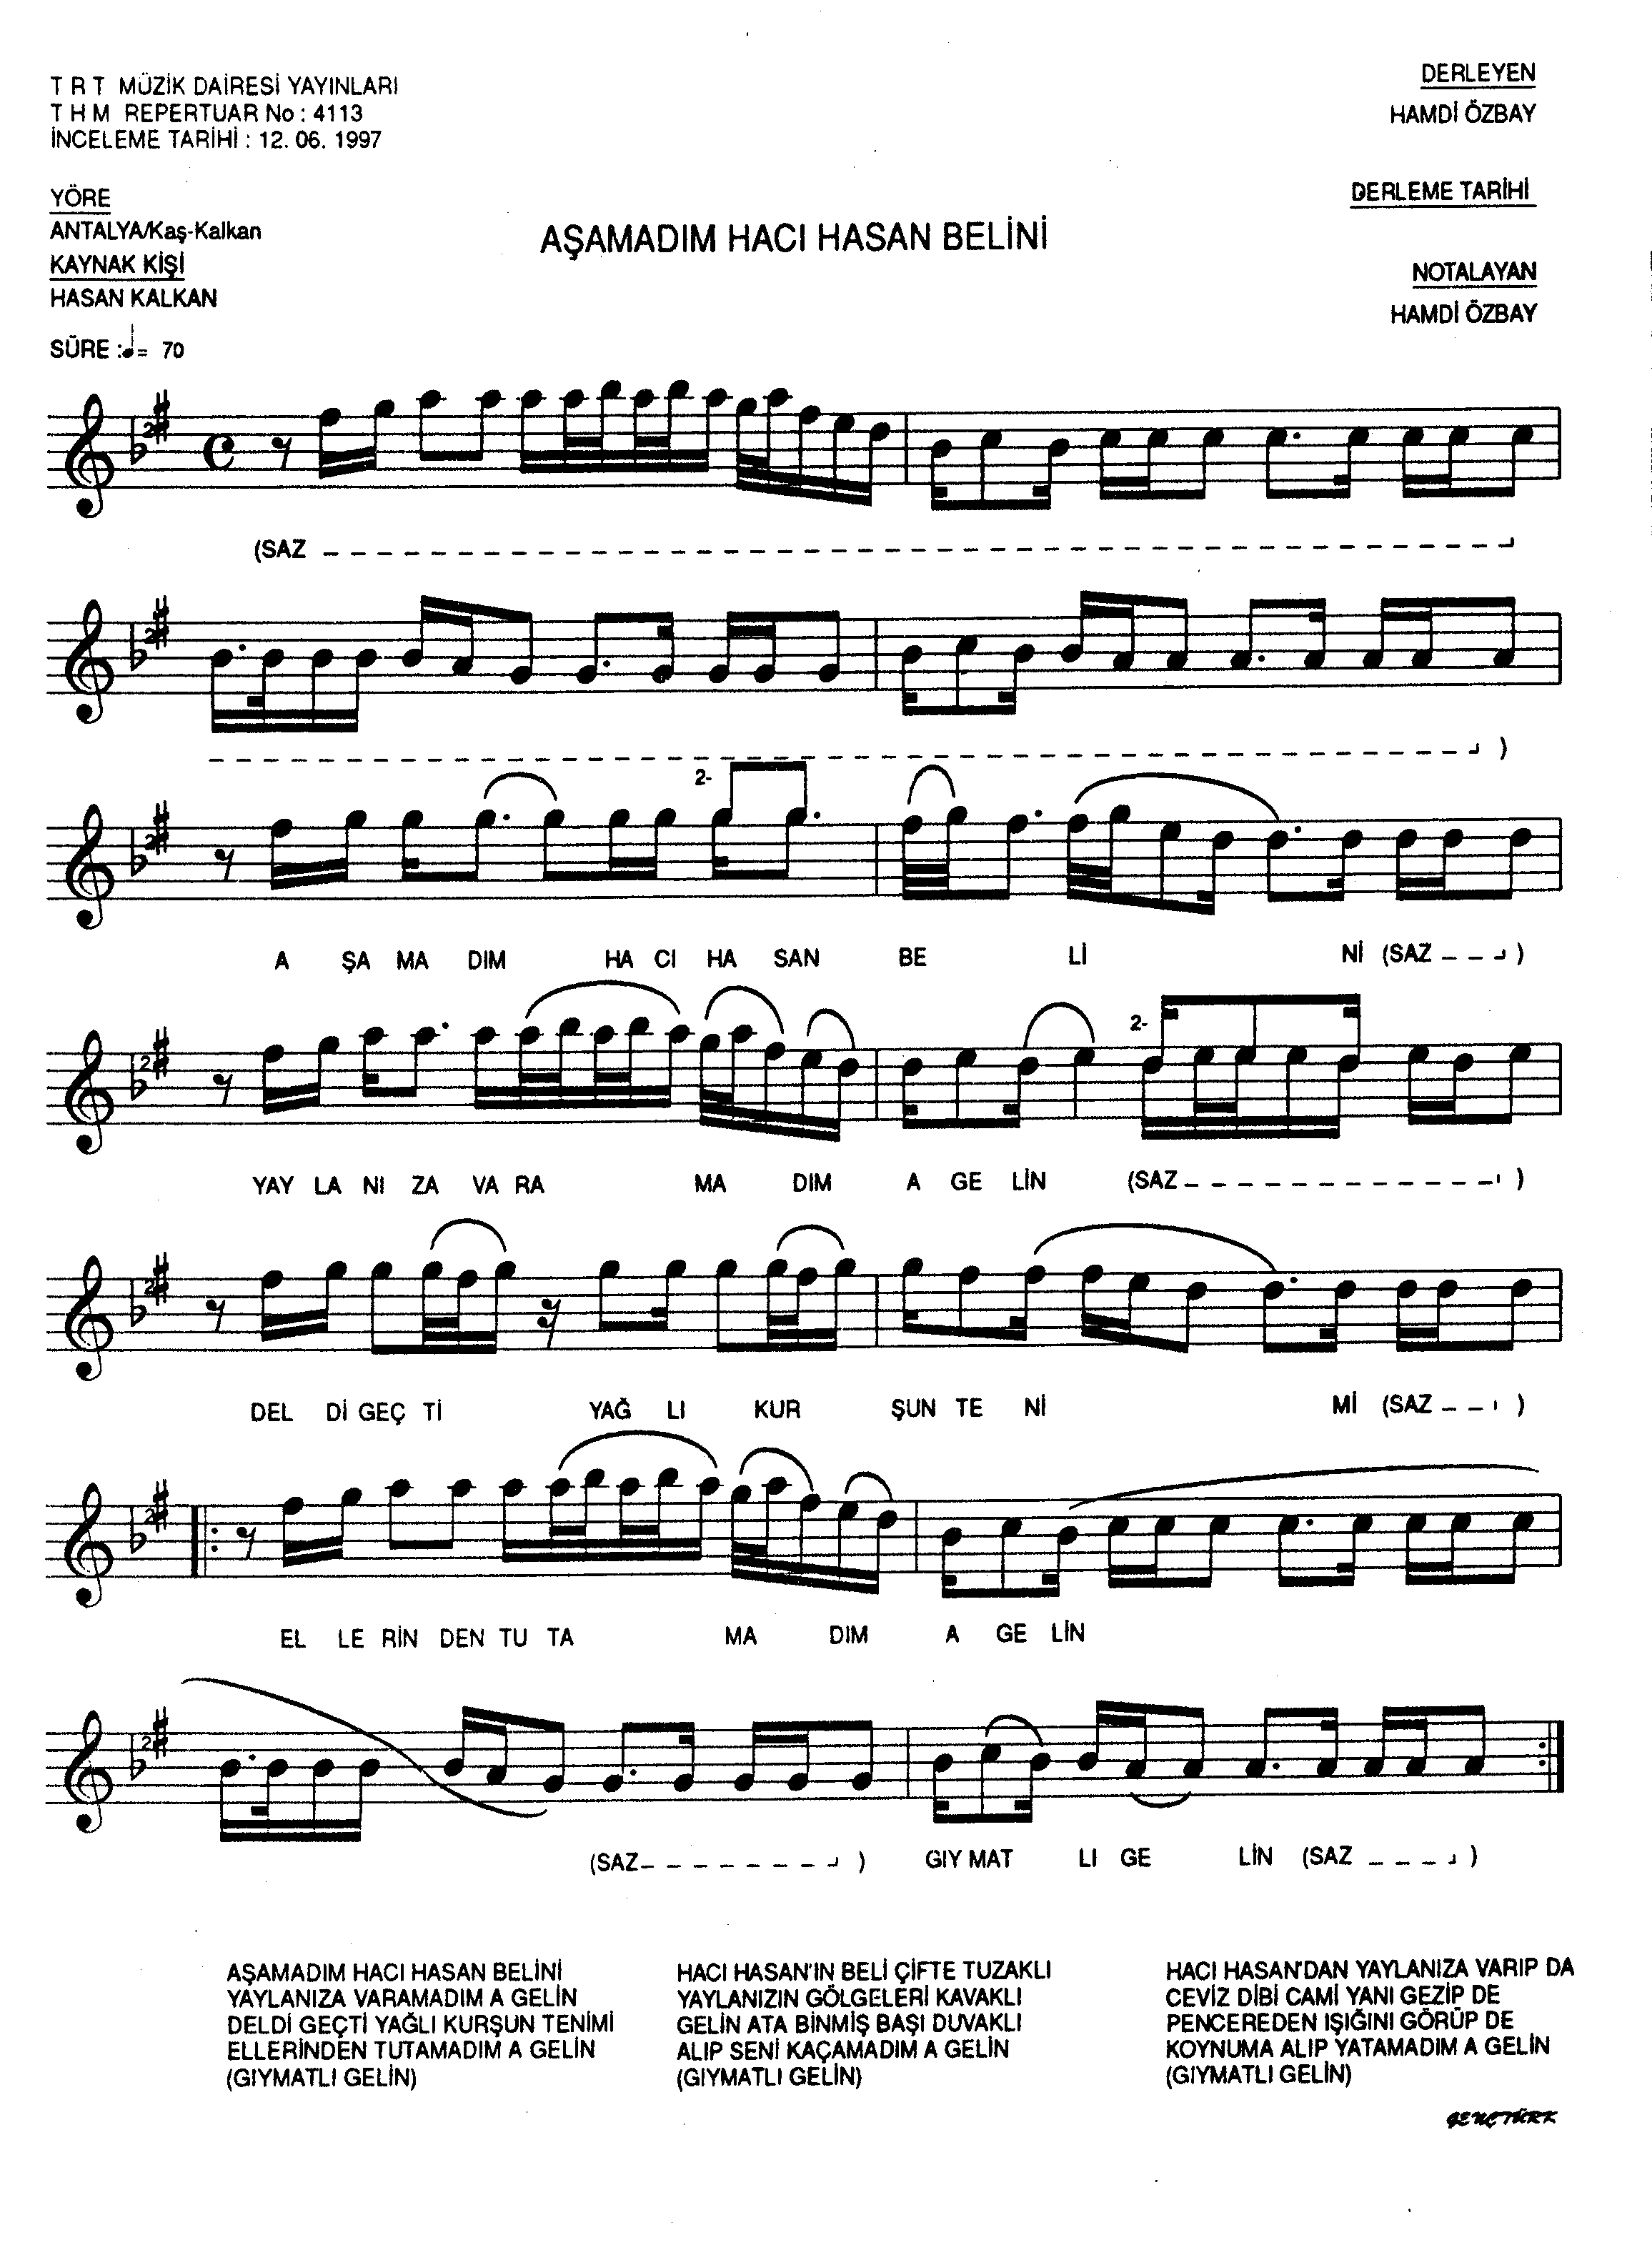 T R T MÜZİK DAİRESİ YAYINLARI
T H M REPERTUAR No : 4113
İNCELEME TARİHİ : 12. 06. 1997
DERLEYEN
HAMDİ ÖZBAY
YÖRE
ANTALYA/Kaş-Kalkan
KAYNAK KİŞİ
HASAN KALKAN
SÜRE : = 70
AŞAMADIM HACI HASAN BELİNİ
DERLEME TARİHİ
NOTALAYAN
HAMDİ ÖZBAY
2
(SAZ
2
)
2
2-
A ŞA MA DIM HA CI HA SAN BE Lİ Nİ (SAZ )
2
2-
YAY LA NI ZA VA RA MA DIM A GE LİN (SAZ )
2
DEL Dİ GEÇ Tİ YAĞ LI KUR ŞUN TE Nİ Mİ (SAZ )
2
EL LE RİN DEN TU TA MA DIM A GE LİN
2
(SAZ ) GIY MAT LI GE LİN (SAZ )
AŞAMADIM HACI HASAN BELİNİ
YAYLANIZA VARAMADIM A GELİN
DELDİ GEÇTİ YAĞLI KURŞUN TENİMİ
ELLERİNDEN TUTAMADIM A GELİN
(GIYMATLI GELİN)
HACI HASAN'IN BELİ ÇİFTE TUZAKLI
YAYLANIZIN GÖLGELERİ KAVAKLI
GELİN ATA BİNMİŞ BAŞI DUVAKLI
ALIP SENİ KAÇAMADIM A GELİN
(GIYMATLI GELİN)
HACI HASAN'DAN YAYLANIZA VARIP DA
CEVİZ DİBİ CAMİ YANI GEZİP DE
PENCEREDEN IŞIĞINI GÖRÜP DE
KOYNUMA ALIP YATAMADIM A GELİN
(GIYMATLI GELİN)
GENÇTÜRK